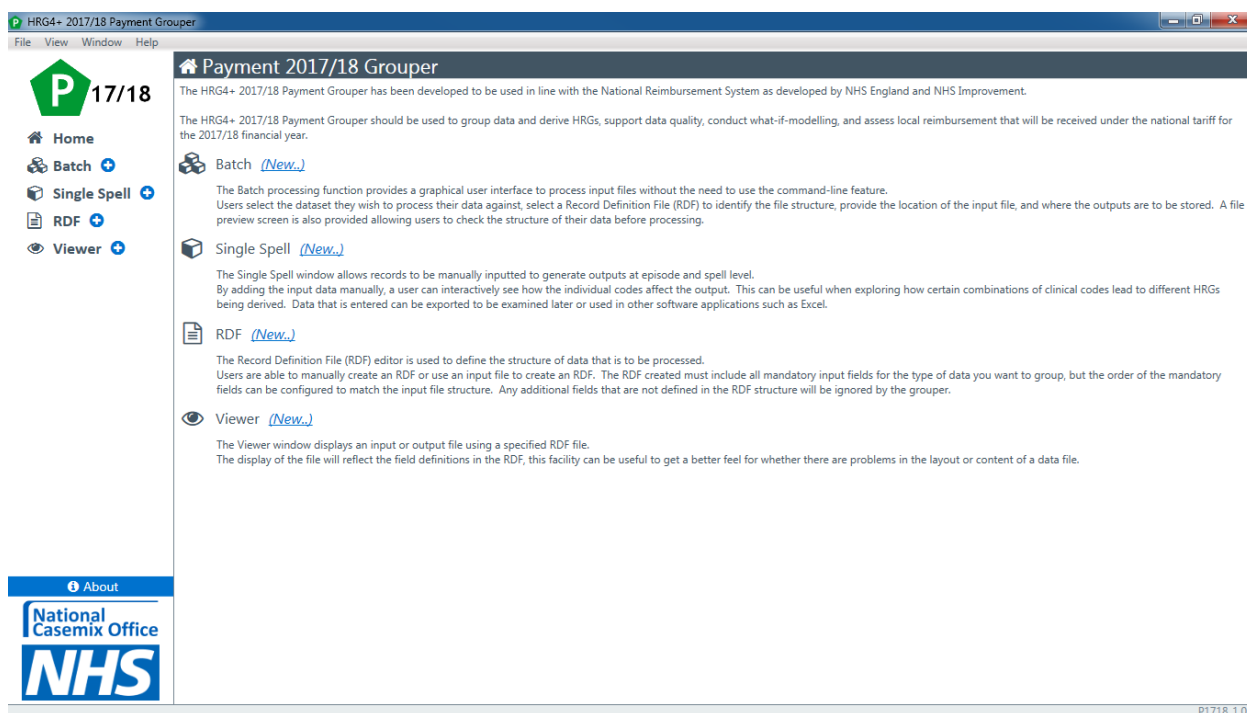 HRG4+ 2017/18 Payment Grouper
File View Window Help
P 17/18
Home
Batch
Single Spell
RDF
Viewer
Payment 2017/18 Grouper
The HRG4+ 2017/18 Payment Grouper has been developed to be used in line with the National Reimbursement System as developed by NHS England and NHS Improvement.
The HRG4+ 2017/18 Payment Grouper should be used to group data and derive HRGs, support data quality, conduct what-if-modelling, and assess local reimbursement that will be received under the national tariff for
the 2017/18 financial year.
Batch (New..)
The Batch processing function provides a graphical user interface to process input files without the need to use the command-line feature.
Users select the dataset they wish to process their data against, select a Record Definition File (RDF) to identify the file structure, provide the location of the input file, and where the outputs are to be stored. A file
preview screen is also provided allowing users to check the structure of their data before processing.
Single Spell (New..)
The Single Spell window allows records to be manually inputted to generate outputs at episode and spell level.
By adding the input data manually, a user can interactively see how the individual codes affect the output. This can be useful when exploring how certain combinations of clinical codes lead to different HRGs
being derived. Data that is entered can be exported to be examined later or used in other software applications such as Excel.
RDF (New..)
The Record Definition File (RDF) editor is used to define the structure of data that is to be processed.
Users are able to manually create an RDF or use an input file to create an RDF. The RDF created must include all mandatory input fields for the type of data you want to group, but the order of the mandatory
fields can be configured to match the input file structure. Any additional fields that are not defined in the RDF structure will be ignored by the grouper.
Viewer (New..)
The Viewer window displays an input or output file using a specified RDF file.
The display of the file will reflect the field definitions in the RDF, this facility can be useful to get a better feel for whether there are problems in the layout or content of a data file.
About
National
Casemix Office
NHS
P1718_1.0